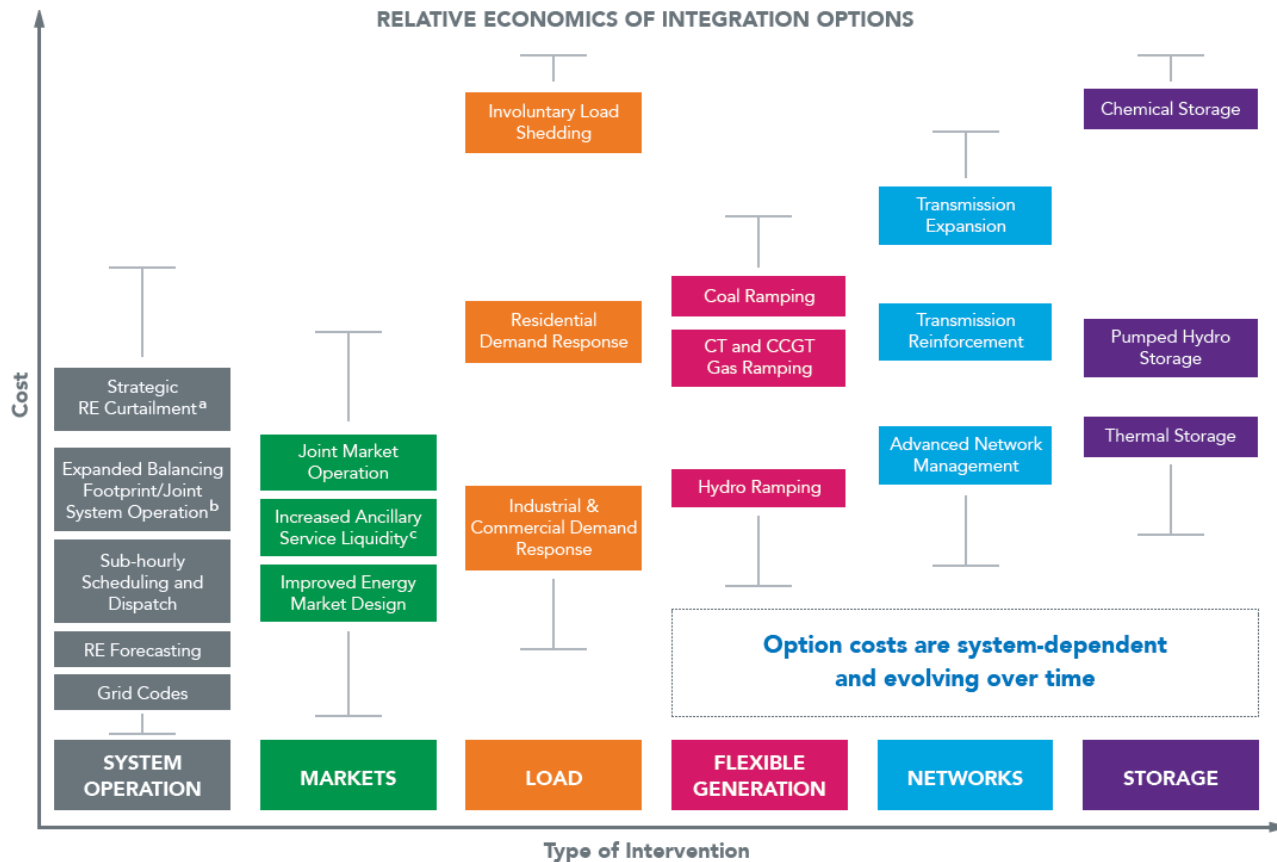 RELATIVE ECONOMICS OF INTEGRATION OPTIONS
Cost
Strategic
RE Curtailmentᵃ
Expanded Balancing
Footprint/Joint
System Operationᵇ
Sub-hourly
Scheduling and
Dispatch
RE Forecasting
Grid Codes
SYSTEM
OPERATION
Joint Market
Operation
Increased Ancillary
Service Liquidityᶜ
Improved Energy
Market Design
MARKETS
Involuntary Load
Shedding
Residential
Demand Response
Industrial &
Commercial Demand
Response
LOAD
Coal Ramping
CT and CCGT
Gas Ramping
Hydro Ramping
FLEXIBLE
GENERATION
Transmission
Expansion
Transmission
Reinforcement
Advanced Network
Management
NETWORKS
Chemical Storage
Pumped Hydro
Storage
Thermal Storage
STORAGE
Option costs are system-dependent
and evolving over time
Type of Intervention